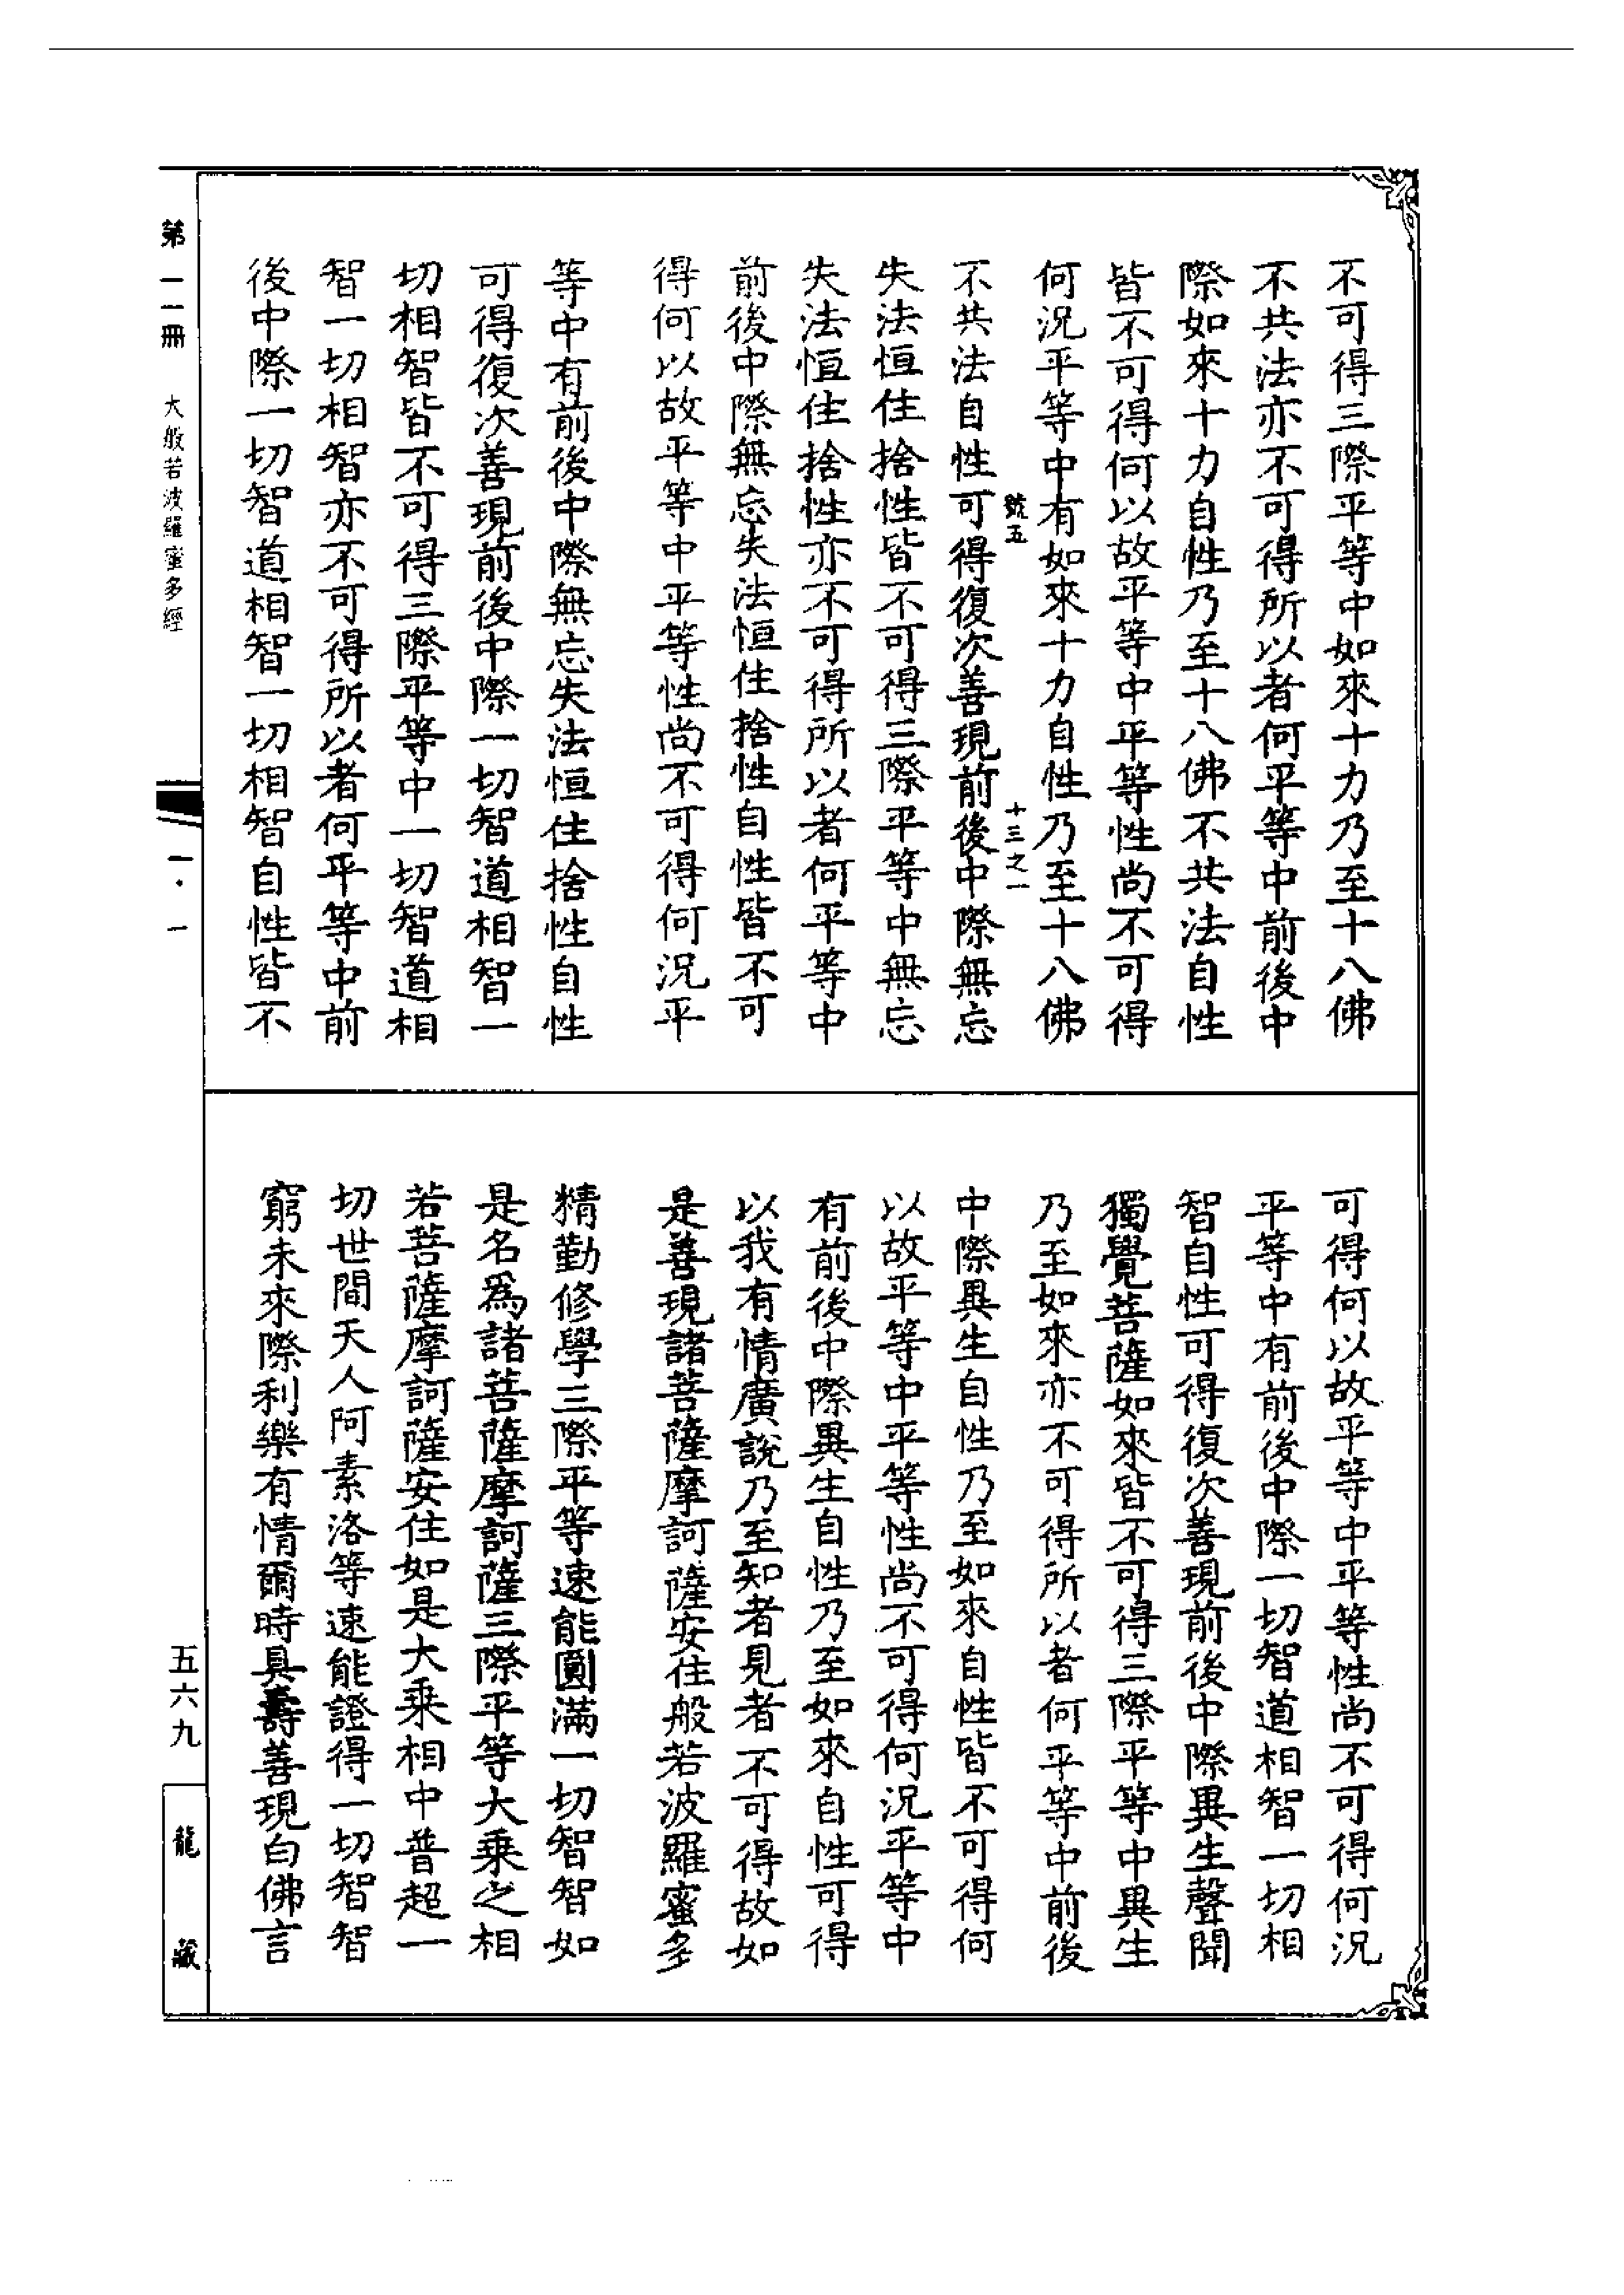 不可得三際平等中如來十力乃至十八佛
不共法亦不可得所以者何平等中前後中
際如來十力自性乃至十八佛不共法自性
皆不可得何以故平等中平等性尚不可得
何況平等中有如來十力自性乃至十八佛
號五
十三之一
不共法自性可得復次善現前後中際無忘
失法恒住捨性皆不可得三際平等中無忘
失法恒住捨性亦不可得所以者何平等中
前後中際無忘失法恒住捨性自性皆不可
得何以故平等中平等性尚不可得何況平
等中有前後中際無忘失法恒住捨性自性
可得復次善現前後中際一切智道相智一
切相智皆不可得三際平等中一切智道相
智一切相智亦不可得所以者何平等中前
後中際一切智道相智一切相智自性皆不
可得何以故平等中平等性尚不可得何況
平等中有前後中際一切智道相智一切相
智自性可得復次善現前後中際異生聲聞
獨覺菩薩如來皆不可得三際平等中異生
乃至如來亦不可得所以者何平等中前後
中際異生自性乃至如來自性皆不可得何
以故平等中平等性尚不可得何況平等中
有前後中際異生自性乃至如來自性可得
以我有情廣說乃至知者見者不可得故如
是善現諸菩薩摩訶薩安住般若波羅蜜多
精勤修學三際平等速能圓滿一切智智如
是名為諸菩薩摩訶薩三際平等大乘之相
若菩薩摩訶薩安住如是大乘相中普超一
切世間天人阿素洛等速能證得一切智智
窮未來際利樂有情爾時具壽善現白佛言
第一一冊 大般若波羅蜜多經
一·一
五六九
龍藏